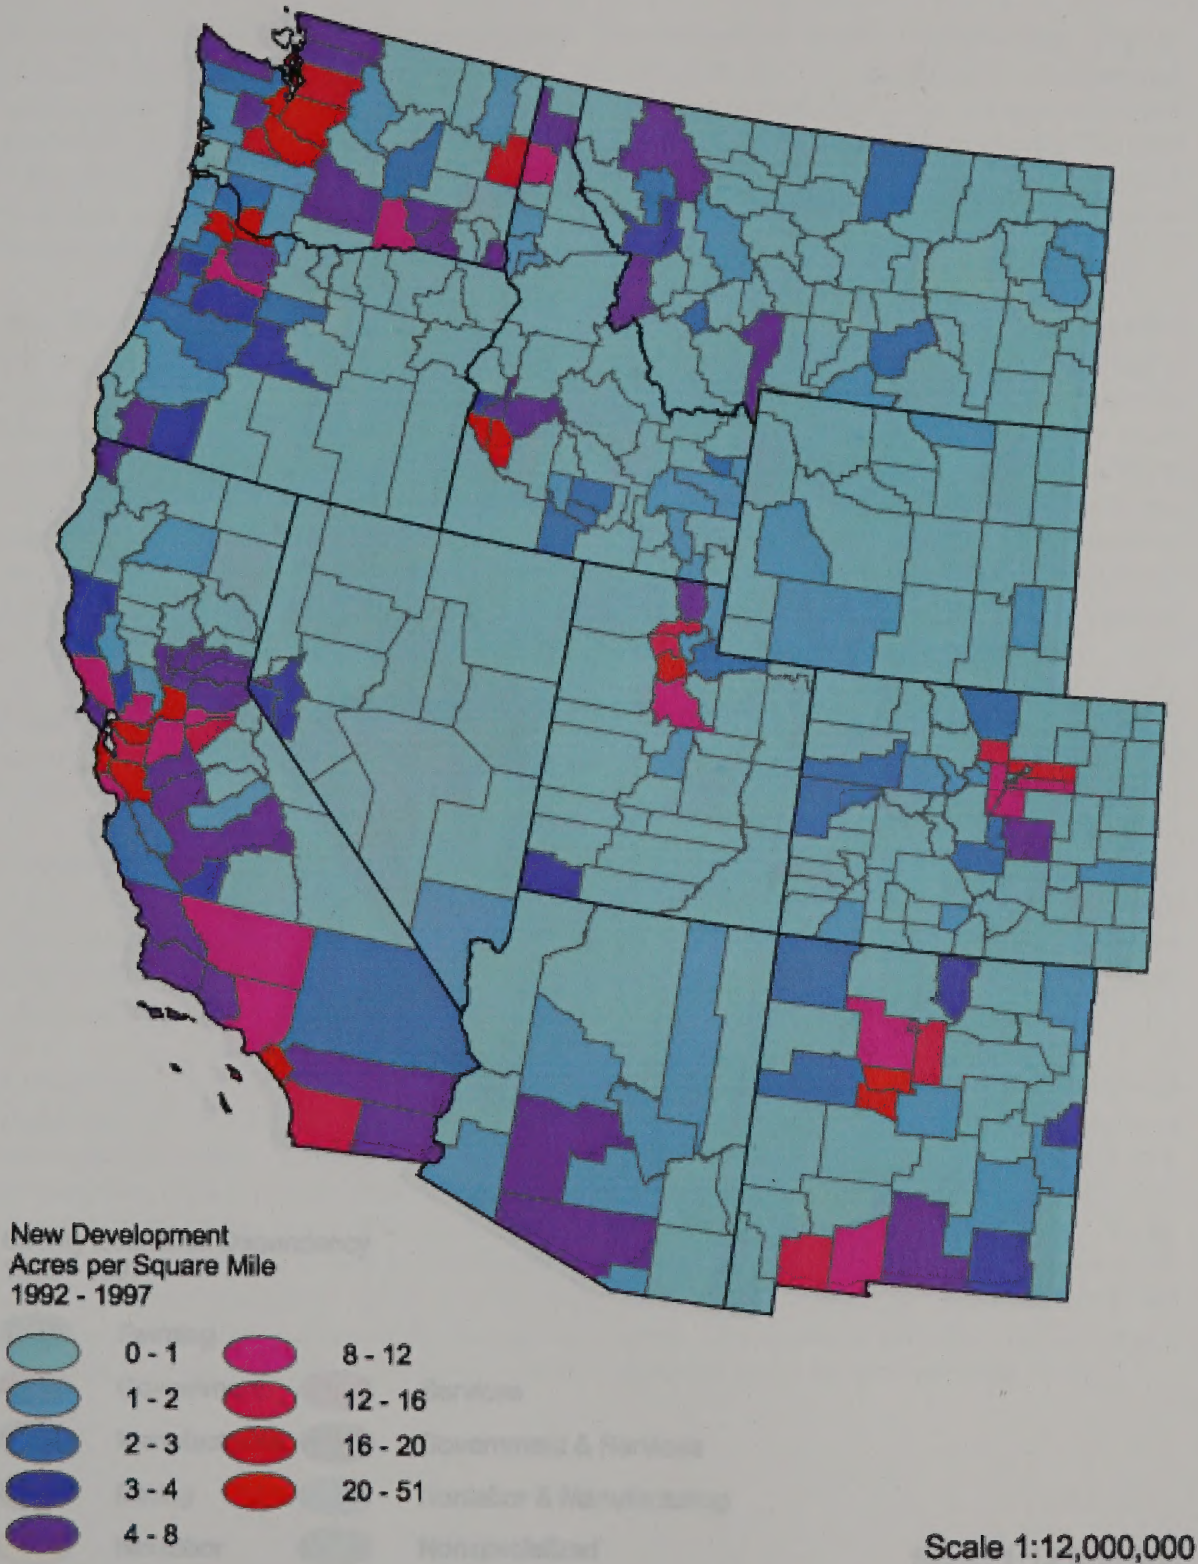 New Development
Acres per Square Mile
1992 - 1997
0 - 1
1 - 2
2 - 3
3 - 4
4 - 8
8 - 12
12 - 16
16 - 20
20 - 51
Scale 1:12,000,000